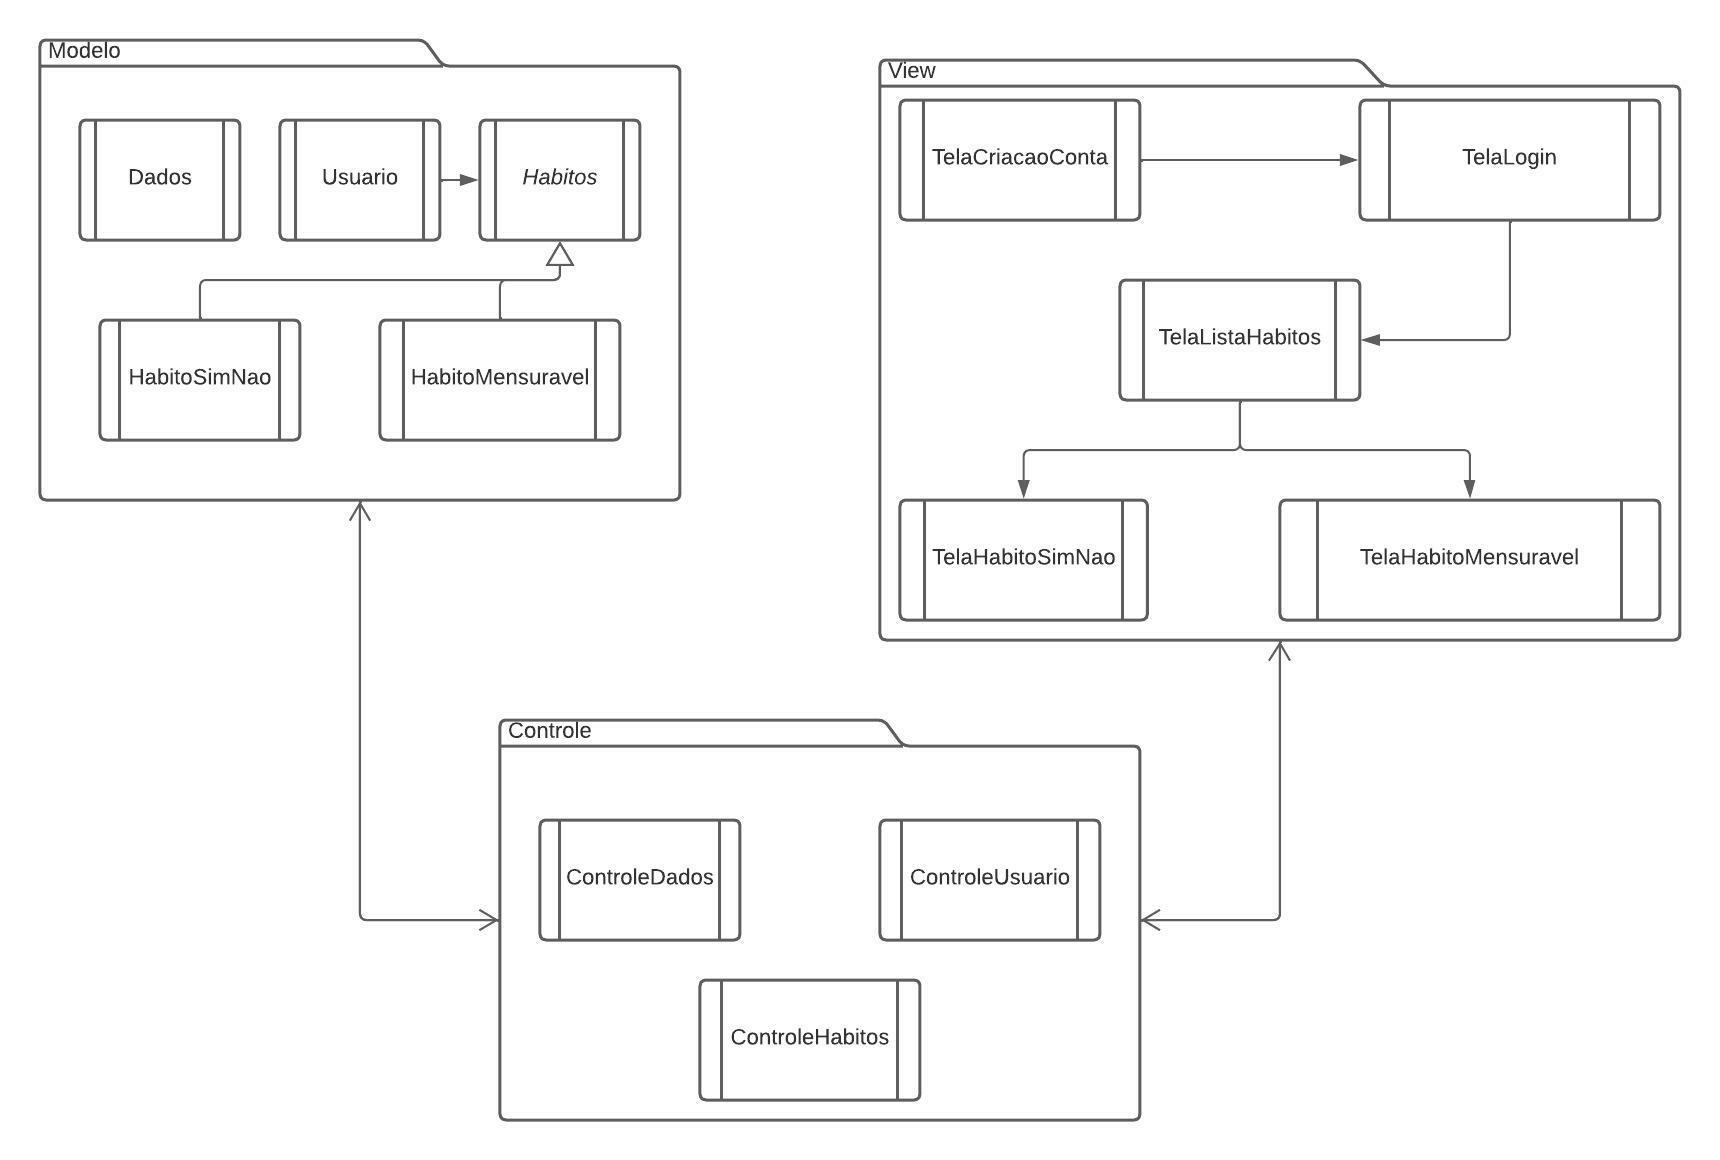 Modelo
Dados
Usuario
Habitos
HabitoSimNao
HabitoMensuravel
View
TelaCriacaoConta
TelaLogin
TelaListaHabitos
TelaHabitoSimNao
TelaHabitoMensuravel
Controle
ControleDados
ControleUsuario
ControleHabitos